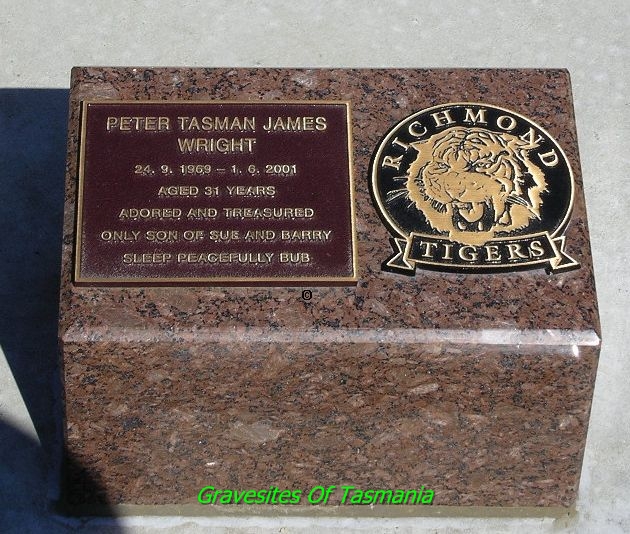 PETER TASMAN JAMES
WRIGHT
24. 9. 1969 – 1. 6. 2001
AGED 31 YEARS
ADORED AND TREASURED
ONLY SON OF SUE AND BARRY
SLEEP PEACEFULLY BUB
RICHMOND
TIGERS
©
Gravesites Of Tasmania